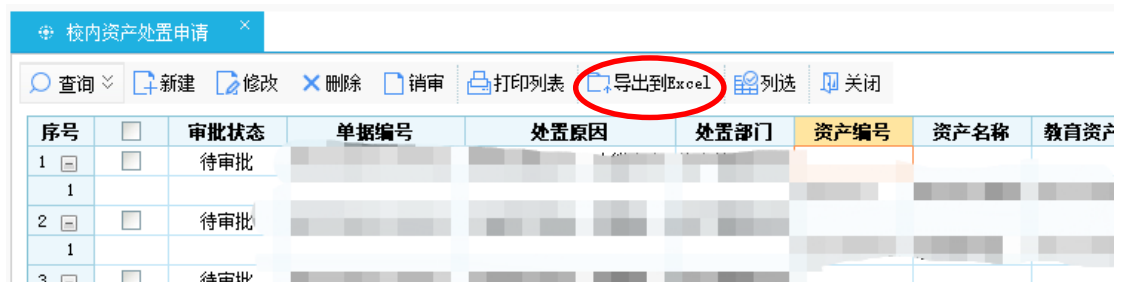 校内资产处置申请 ×
查询 新建 修改 删除 销审 打印列表 导出到Excel 列选 关闭
序号 审批状态 单据编号 处置原因 处置部门 资产编号 资产名称 教育资产
1 待审批
1
2 待审批
1
3 待审批